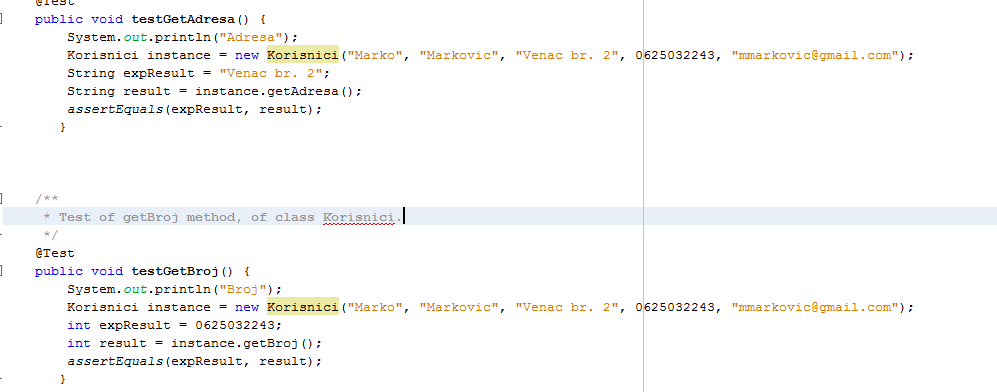 @Test
public void testGetAdresa() {
System.out.println("Adresa");
Korisnici instance = new Korisnici("Marko", "Markovic", "Venac br. 2", 0625032243, "mmarkovic@gmail.com");
String expResult = "Venac br. 2";
String result = instance.getAdresa();
assertEquals(expResult, result);
}
/**
* Test of getBroj method, of class Korisnici.
*/
@Test
public void testGetBroj() {
System.out.println("Broj");
Korisnici instance = new Korisnici("Marko", "Markovic", "Venac br. 2", 0625032243, "mmarkovic@gmail.com");
int expResult = 0625032243;
int result = instance.getBroj();
assertEquals(expResult, result);
}